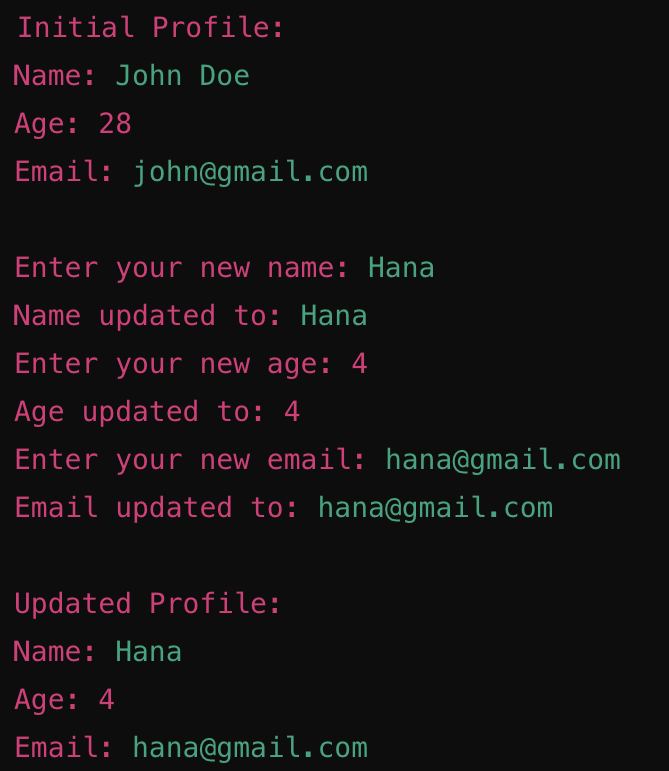 Initial Profile:
Name: John Doe
Age: 28
Email: john@gmail.com
Enter your new name: Hana
Name updated to: Hana
Enter your new age: 4
Age updated to: 4
Enter your new email: hana@gmail.com
Email updated to: hana@gmail.com
Updated Profile:
Name: Hana
Age: 4
Email: hana@gmail.com